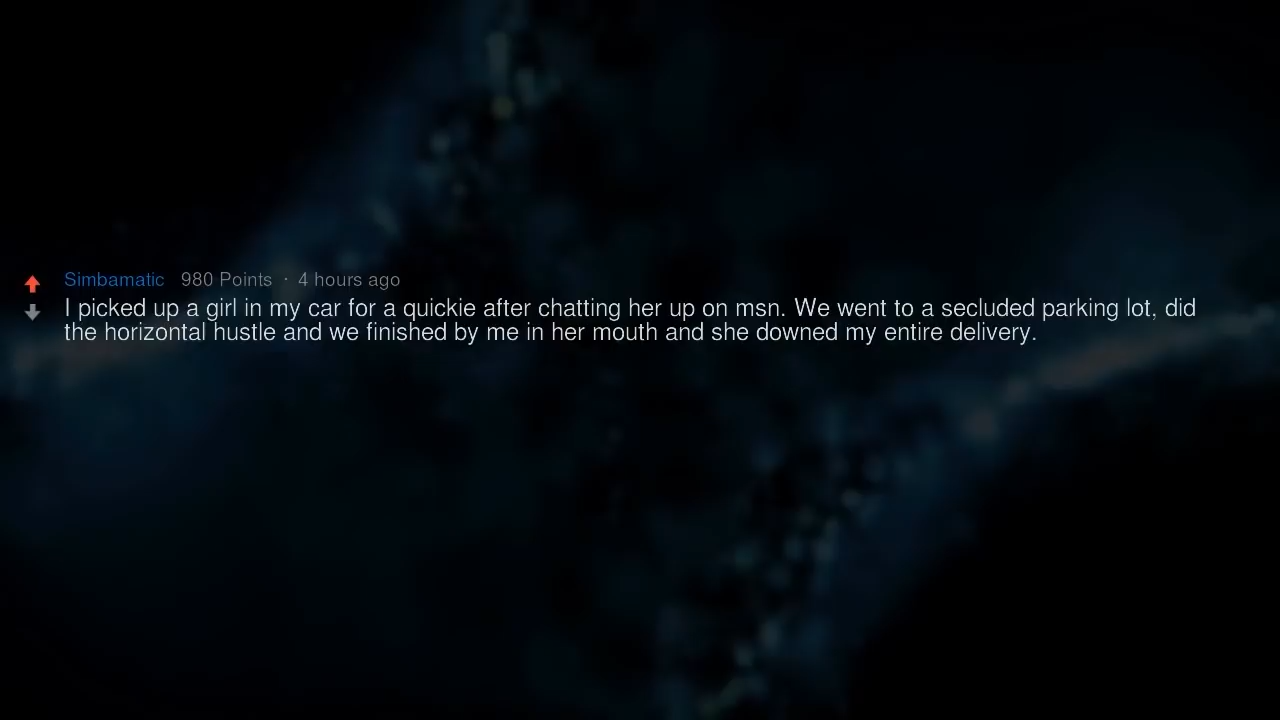 Simbamatic 980 Points · 4 hours ago
I picked up a girl in my car for a quickie after chatting her up on msn. We went to a secluded parking lot, did
the horizontal hustle and we finished by me in her mouth and she downed my entire delivery.